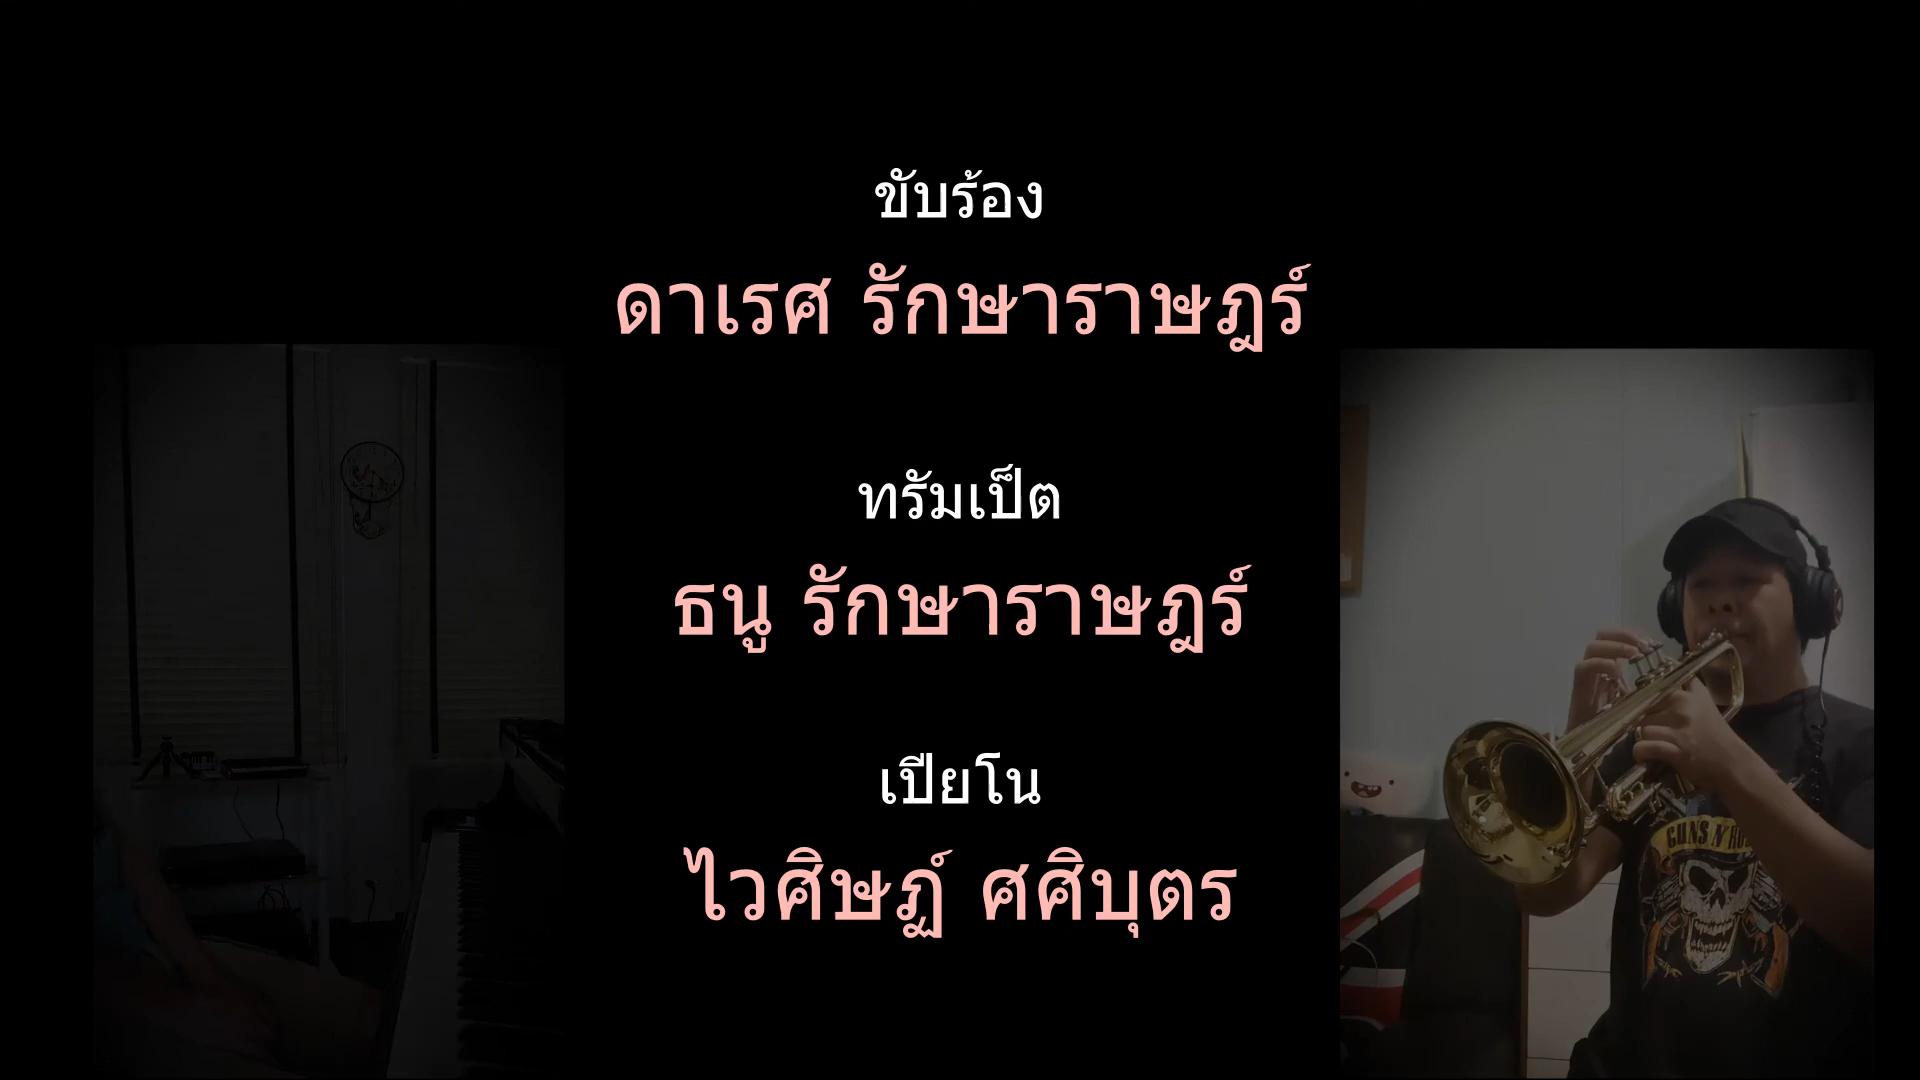 ขับร้อง
ดาเรศ รักษาราษฎร์
ทรัมเป็ต
ธนู รักษาราษฎร์
เปียโน
ไวศิษฏ์ ศศิบุตร
GUNS N